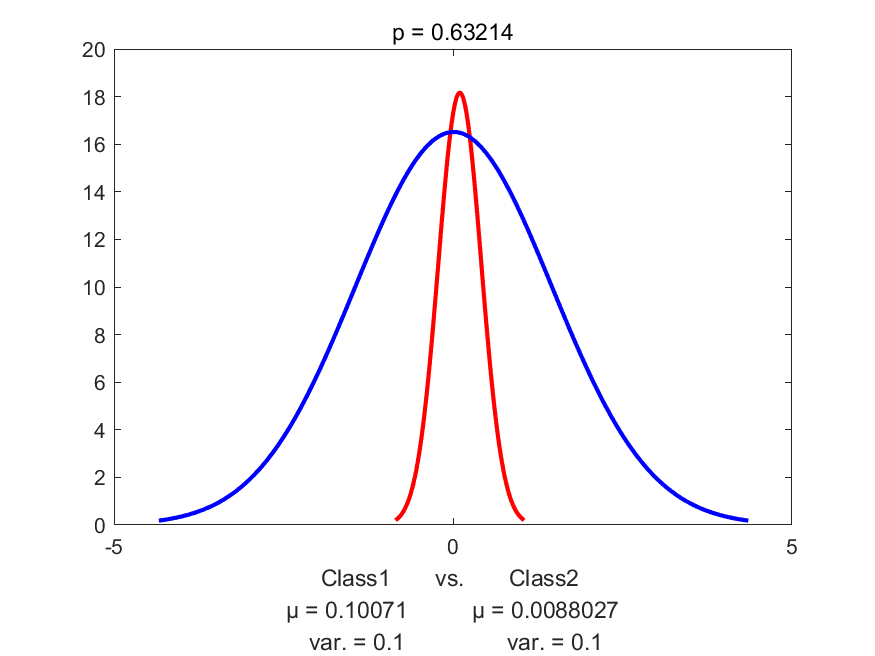 p = 0.63214
20
18
16
14
12
10
8
6
4
2
0
-5 0 5
Class1 vs. Class2
μ = 0.10071 μ = 0.0088027
var. = 0.1 var. = 0.1